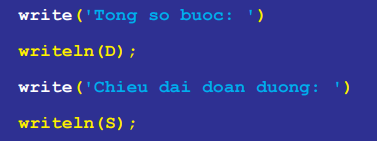 write('Tong so buoc: ')
writeln(D);
write('Chieu dai doan duong: ')
writeln(S);